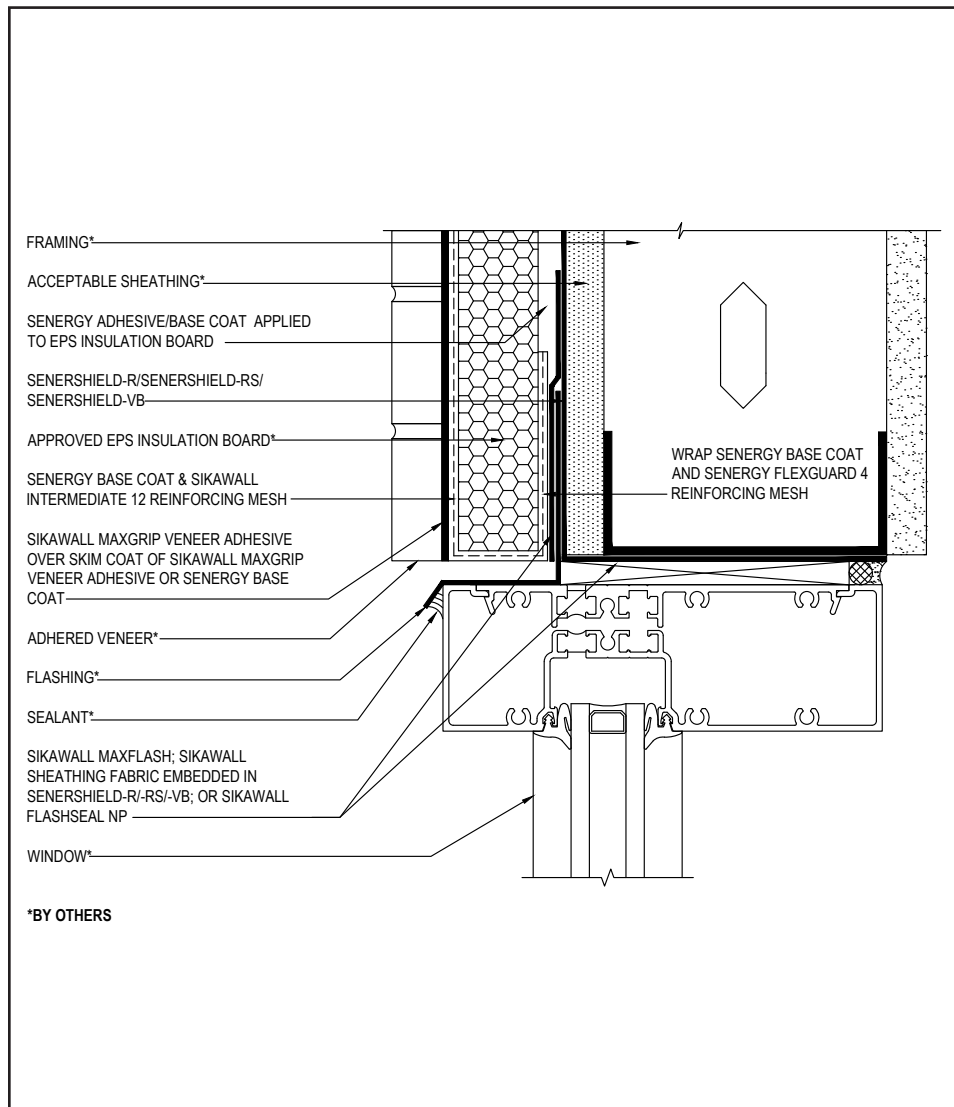 FRAMING*
ACCEPTABLE SHEATHING*
SENERGY ADHESIVE/BASE COAT APPLIED
TO EPS INSULATION BOARD
SENERSHIELD-R/SENERSHIELD-RS/
SENERSHIELD-VB
APPROVED EPS INSULATION BOARD*
SENERGY BASE COAT & SIKAWALL
INTERMEDIATE 12 REINFORCING MESH
SIKAWALL MAXGRIP VENEER ADHESIVE
OVER SKIM COAT OF SIKAWALL MAXGRIP
VENEER ADHESIVE OR SENERGY BASE
COAT
ADHERED VENEER*
FLASHING*
SEALANT*
SIKAWALL MAXFLASH; SIKAWALL
SHEATHING FABRIC EMBEDDED IN
SENERSHIELD-R/-RS/-VB; OR SIKAWALL
FLASHSEAL NP
WINDOW*
*BY OTHERS
WRAP SENERGY BASE COAT
AND SENERGY FLEXGUARD 4
REINFORCING MESH